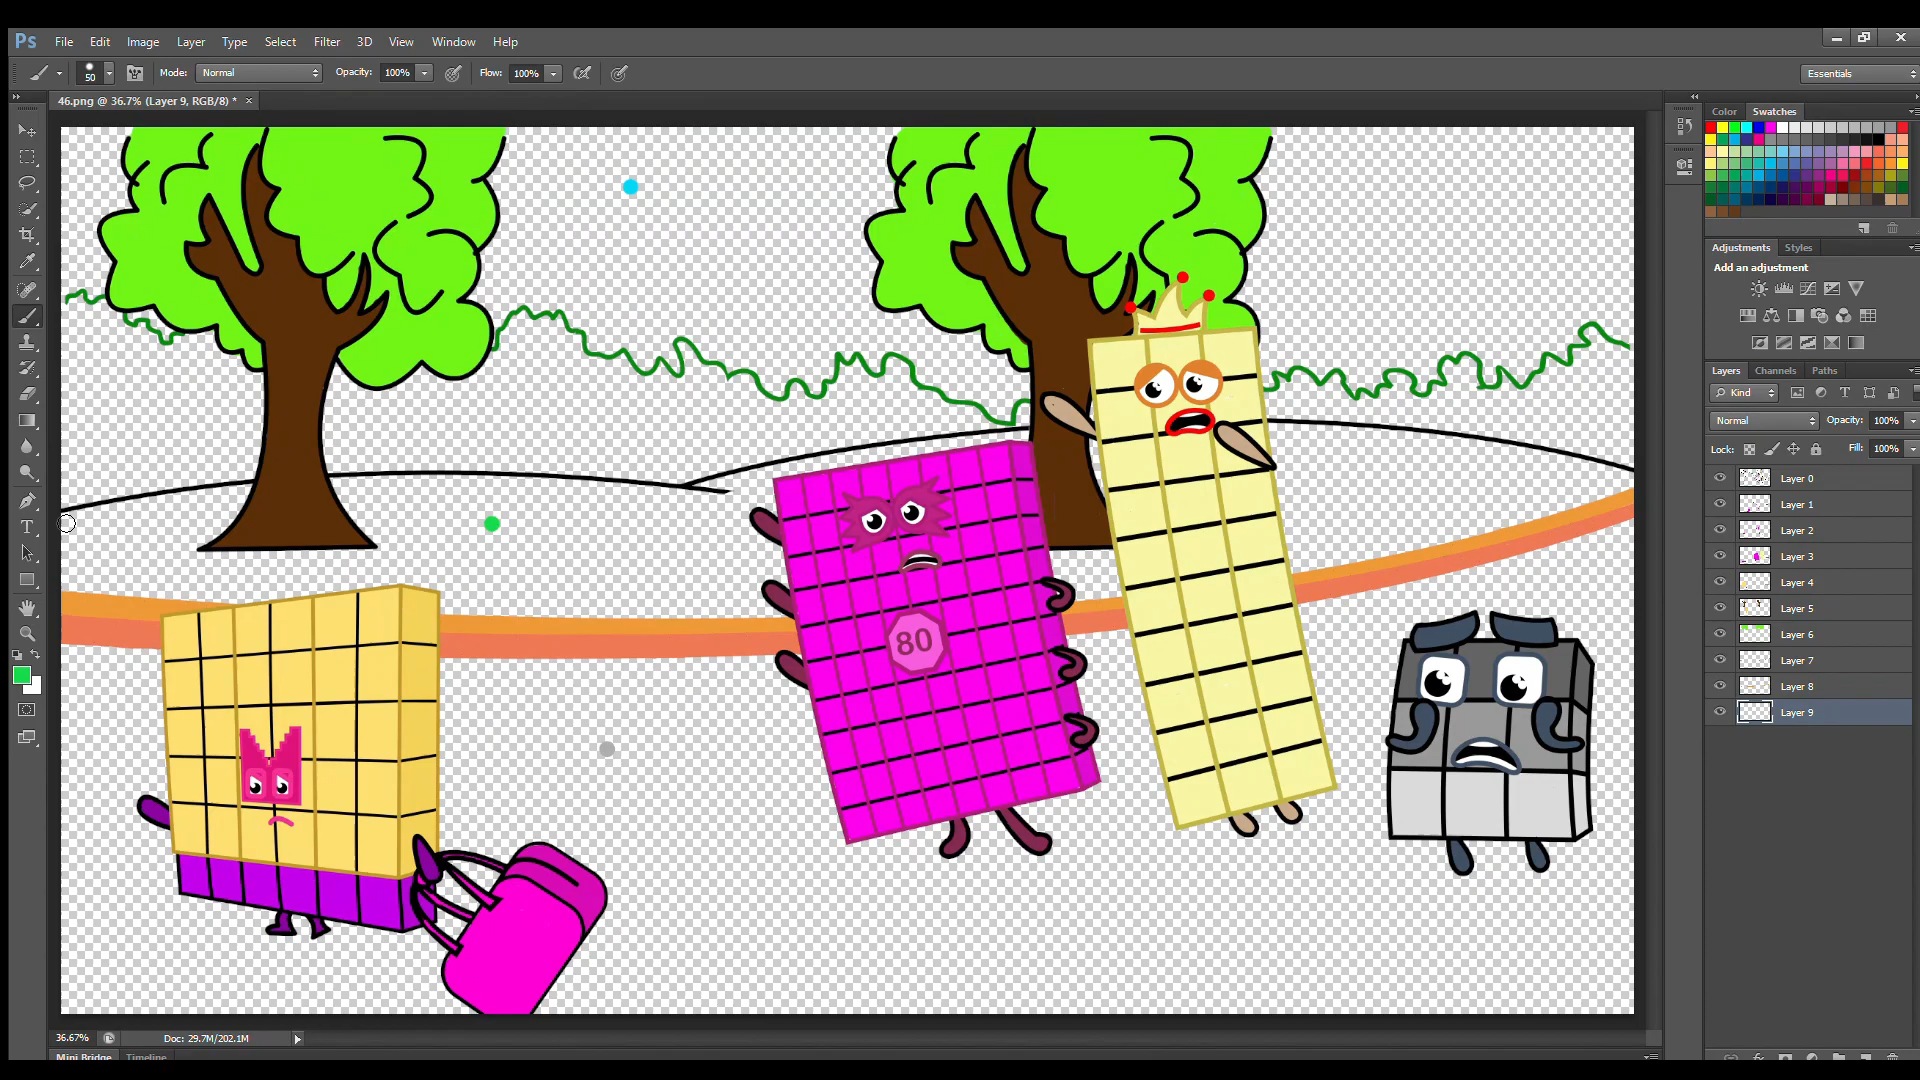 Ps File Edit Image Layer Type Select Filter 3D View Window Help
50 Mode: Normal Opacity: 100% Flow: 100% Essentials
46.png @ 36.7% (Layer 9, RGB/8) * ×
Color Swatches
Adjustments Styles
Add an adjustment
Layers Channels Paths
Kind
Normal Opacity: 100%
Lock: Fill: 100%
Layer 0
Layer 1
Layer 2
Layer 3
Layer 4
Layer 5
Layer 6
Layer 7
Layer 8
Layer 9
80
36.67% Doc: 29.7M/202.1M
Mini Bridge Timeline